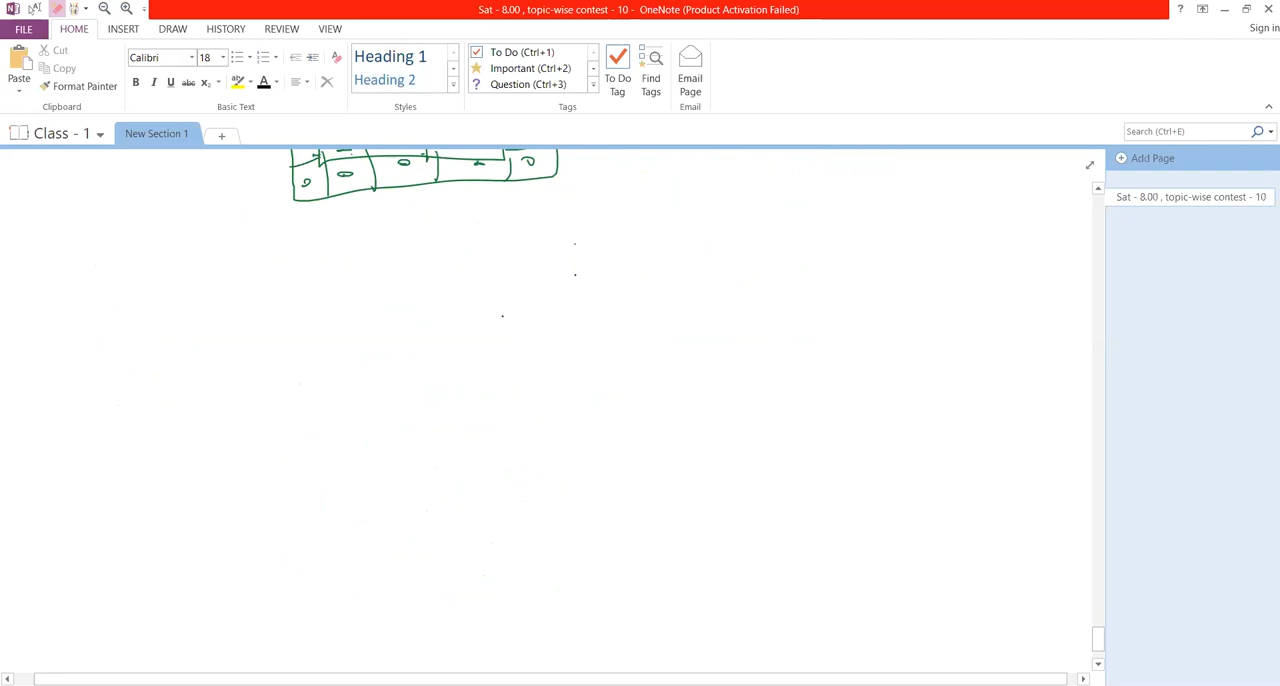 Sat - 8.00 , topic-wise contest - 10 - OneNote (Product Activation Failed)
FILE HOME INSERT DRAW HISTORY REVIEW VIEW Sign in
Paste
Cut
Copy
Format Painter
Clipboard
Calibri 18
B I U abc X₂ A
Basic Text
Heading 1
Heading 2
Styles
To Do (Ctrl+1)
Important (Ctrl+2)
Question (Ctrl+3)
Tags
To Do Tag
Find Tags
Email Page
Email
Class - 1 New Section 1 Search (Ctrl+E)
Add Page
Sat - 8.00 , topic-wise contest - 10
0 0 0 0